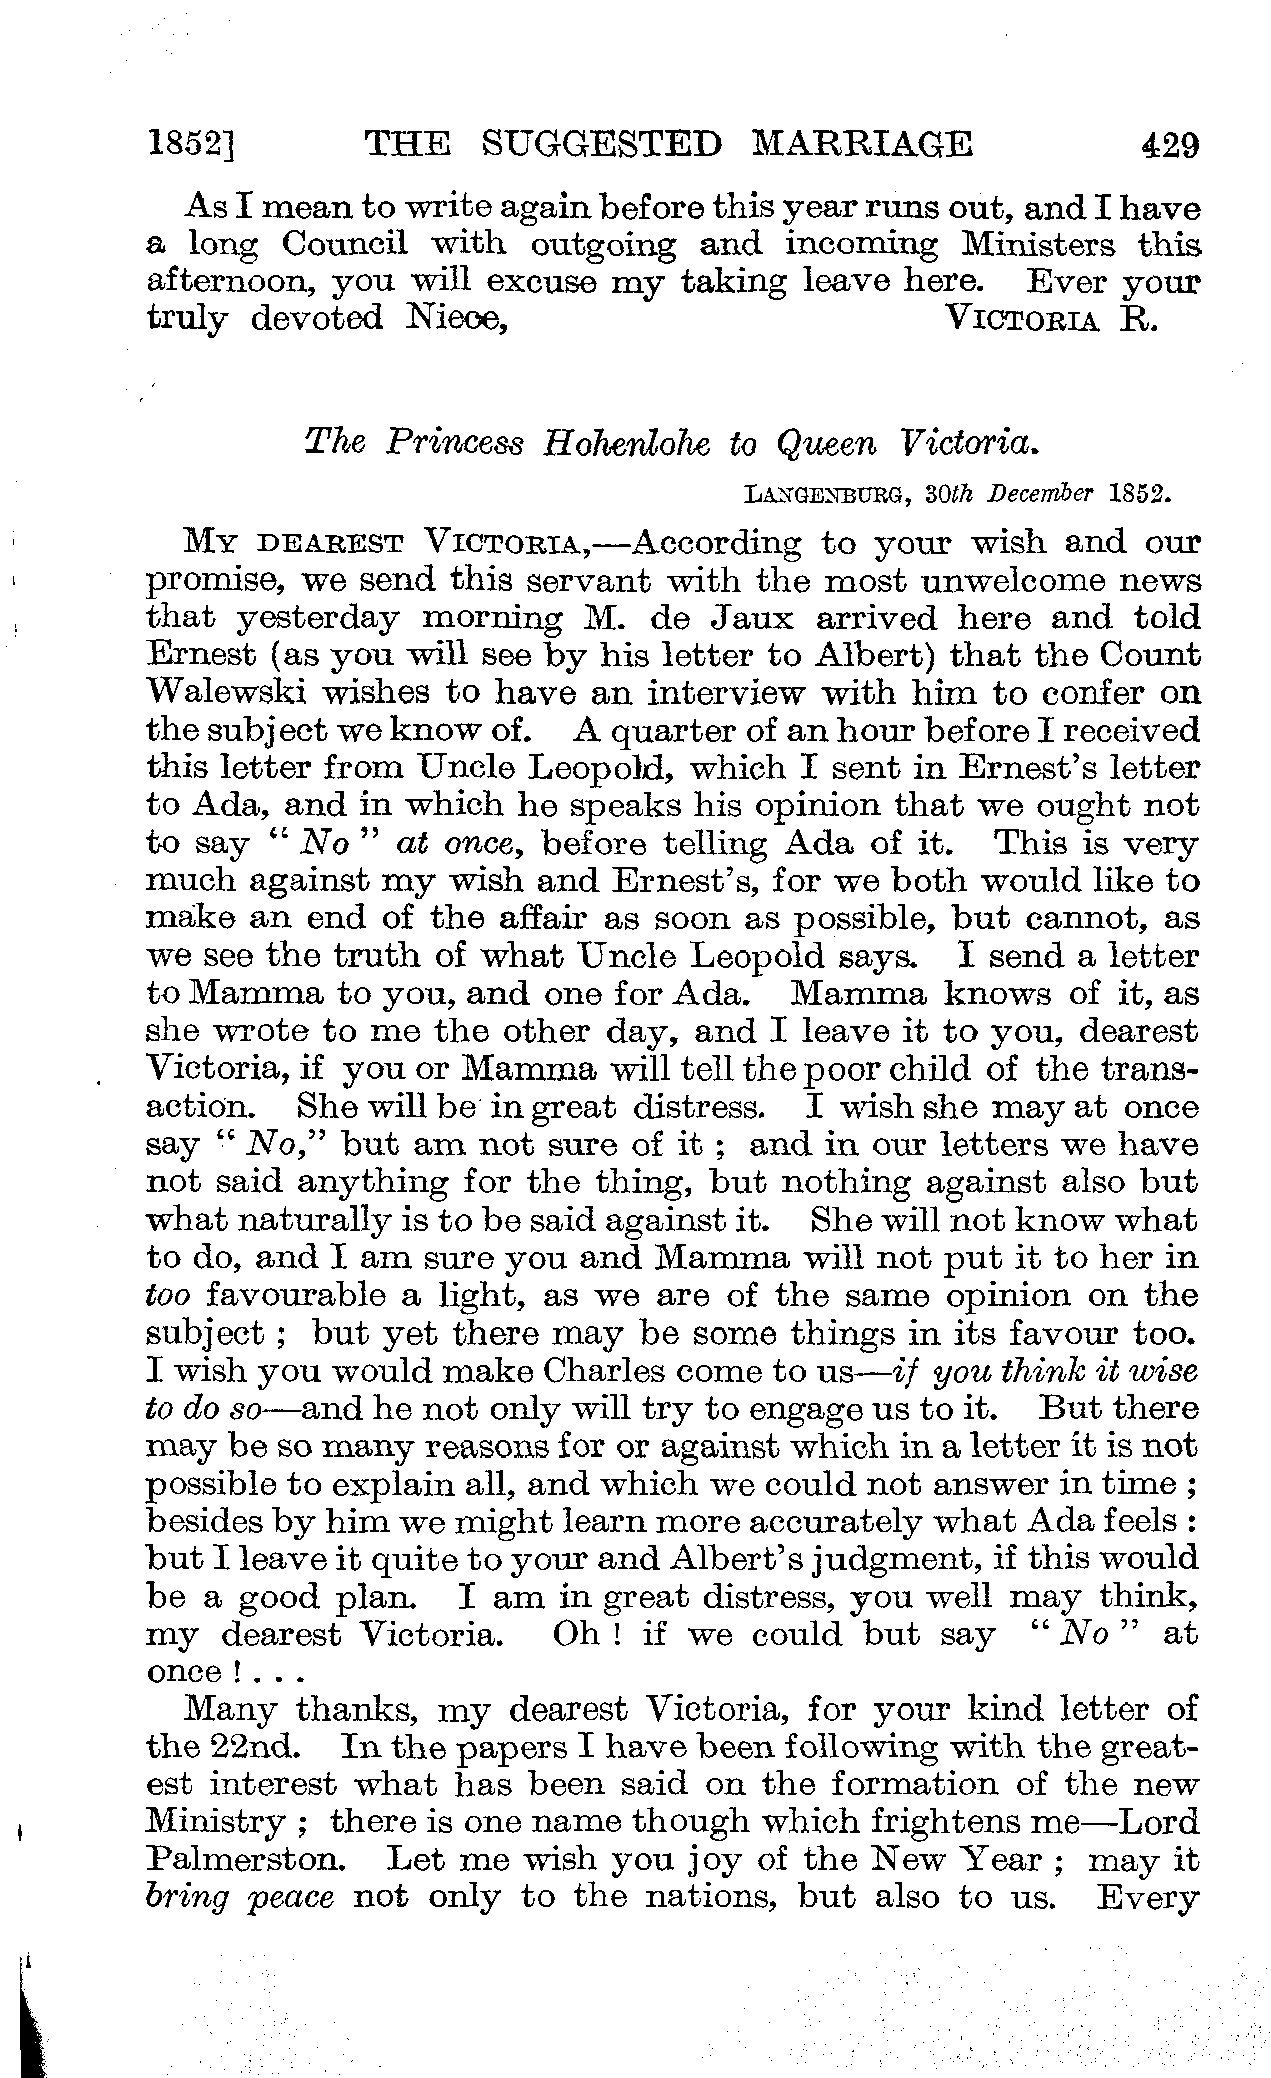 1852] THE SUGGESTED MARRIAGE 429
As I mean to write again before this year runs out, and I have
a long Council with outgoing and incoming Ministers this
afternoon, you will excuse my taking leave here. Ever your
truly devoted Niece, VICTORIA R.
The Princess Hohenlohe to Queen Victoria.
LANGENBURG, 30th December 1852.
MY DEAREST VICTORIA,—According to your wish and our
promise, we send this servant with the most unwelcome news
that yesterday morning M. de Jaux arrived here and told
Ernest (as you will see by his letter to Albert) that the Count
Walewski wishes to have an interview with him to confer on
the subject we know of. A quarter of an hour before I received
this letter from Uncle Leopold, which I sent in Ernest's letter
to Ada, and in which he speaks his opinion that we ought not
to say " No " at once, before telling Ada of it. This is very
much against my wish and Ernest's, for we both would like to
make an end of the affair as soon as possible, but cannot, as
we see the truth of what Uncle Leopold says. I send a letter
to Mamma to you, and one for Ada. Mamma knows of it, as
she wrote to me the other day, and I leave it to you, dearest
Victoria, if you or Mamma will tell the poor child of the trans-
action. She will be in great distress. I wish she may at once
say " No," but am not sure of it ; and in our letters we have
not said anything for the thing, but nothing against also but
what naturally is to be said against it. She will not know what
to do, and I am sure you and Mamma will not put it to her in
too favourable a light, as we are of the same opinion on the
subject ; but yet there may be some things in its favour too.
I wish you would make Charles come to us—if you think it wise
to do so—and he not only will try to engage us to it. But there
may be so many reasons for or against which in a letter it is not
possible to explain all, and which we could not answer in time ;
besides by him we might learn more accurately what Ada feels :
but I leave it quite to your and Albert's judgment, if this would
be a good plan. I am in great distress, you well may think,
my dearest Victoria. Oh ! if we could but say " No " at
once ! . . .
Many thanks, my dearest Victoria, for your kind letter of
the 22nd. In the papers I have been following with the great-
est interest what has been said on the formation of the new
Ministry ; there is one name though which frightens me—Lord
Palmerston. Let me wish you joy of the New Year ; may it
bring peace not only to the nations, but also to us. Every